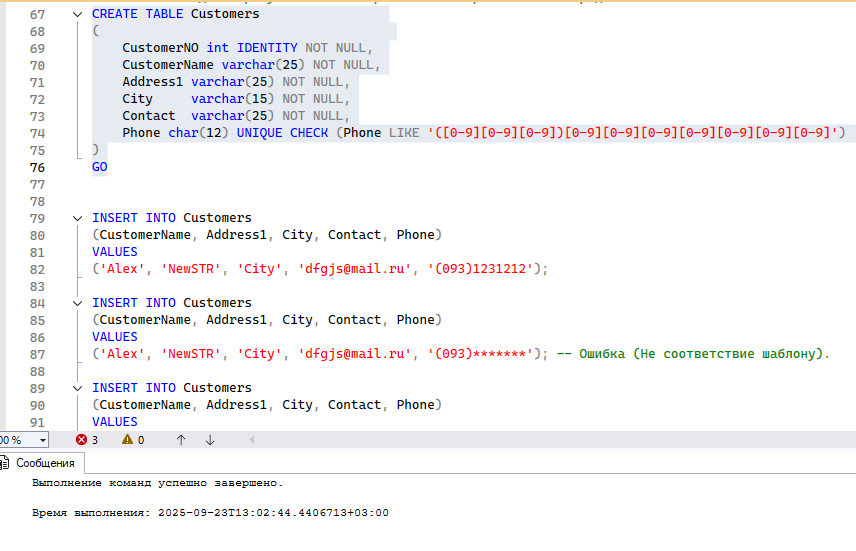 67 CREATE TABLE Customers
68 (
69 CustomerNO int IDENTITY NOT NULL,
70 CustomerName varchar(25) NOT NULL,
71 Address1 varchar(25) NOT NULL,
72 City varchar(15) NOT NULL,
73 Contact varchar(25) NOT NULL,
74 Phone char(12) UNIQUE CHECK (Phone LIKE '([0-9][0-9][0-9])[0-9][0-9][0-9][0-9][0-9][0-9][0-9]')
75 )
76 GO
77
78
79 INSERT INTO Customers
80 (CustomerName, Address1, City, Contact, Phone)
81 VALUES
82 ('Alex', 'NewSTR', 'City', 'dfgjs@mail.ru', '(093)1231212');
83
84 INSERT INTO Customers
85 (CustomerName, Address1, City, Contact, Phone)
86 VALUES
87 ('Alex', 'NewSTR', 'City', 'dfgjs@mail.ru', '(093)*******'); -- Ошибка (Не соответствие шаблону).
88
89 INSERT INTO Customers
90 (CustomerName, Address1, City, Contact, Phone)
91 VALUES
00 % 3 0
Сообщения
Выполнение команд успешно завершено.
Время выполнения: 2025-09-23T13:02:44.4406713+03:00